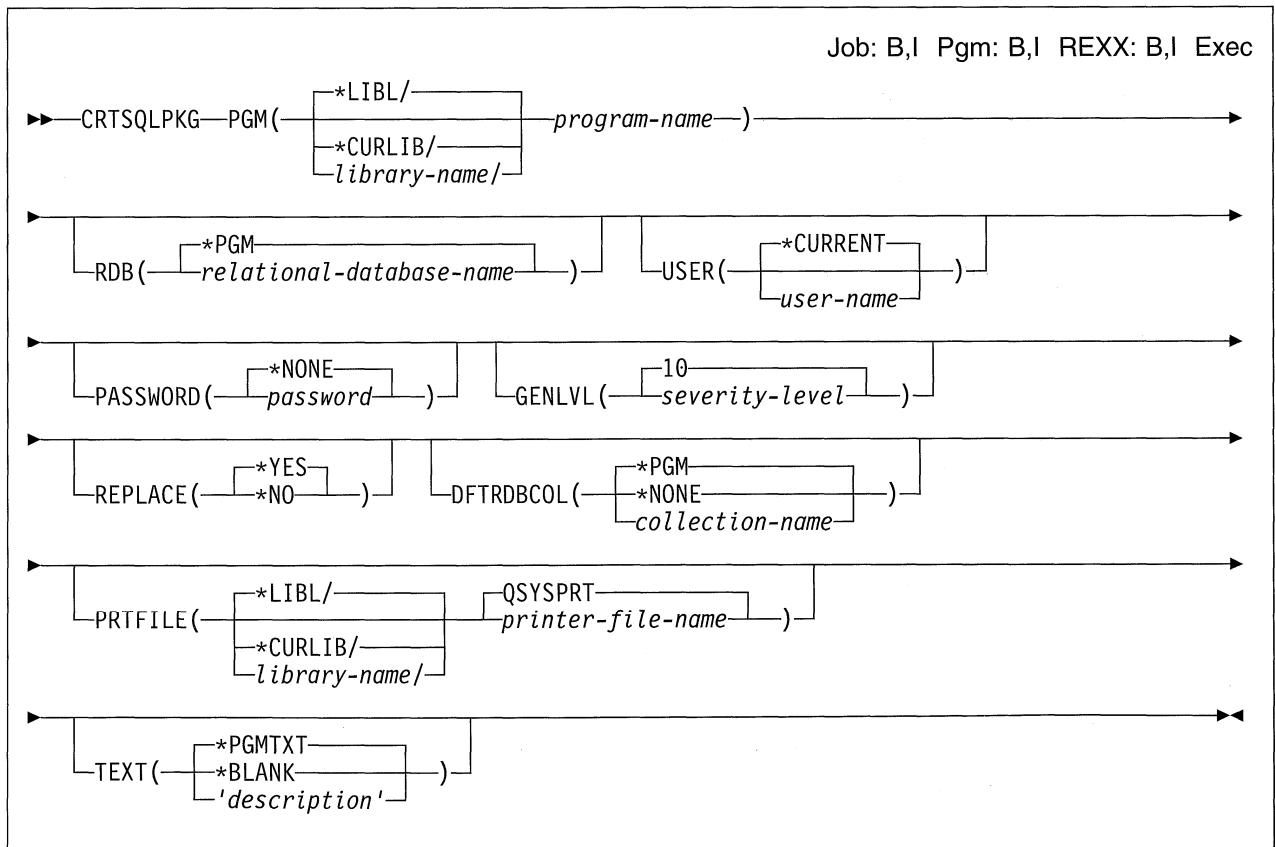 Job: B,I Pgm: B,I REXX: B,I Exec
*LIBL/
CRTSQLPKG PGM( program-name )
*CURLIB/
library-name/
*PGM *CURRENT
RDB( relational-database-name ) USER( )
user-name
*NONE 10
PASSWORD( password ) GENLVL( severity-level )
*YES *PGM
REPLACE( *NO ) DFTRDBCOL( *NONE )
collection-name
*LIBL/ QSYSPRT
PRTFILE( printer-file-name )
*CURLIB/
library-name/
*PGMTXT
TEXT( *BLANK )
'description'